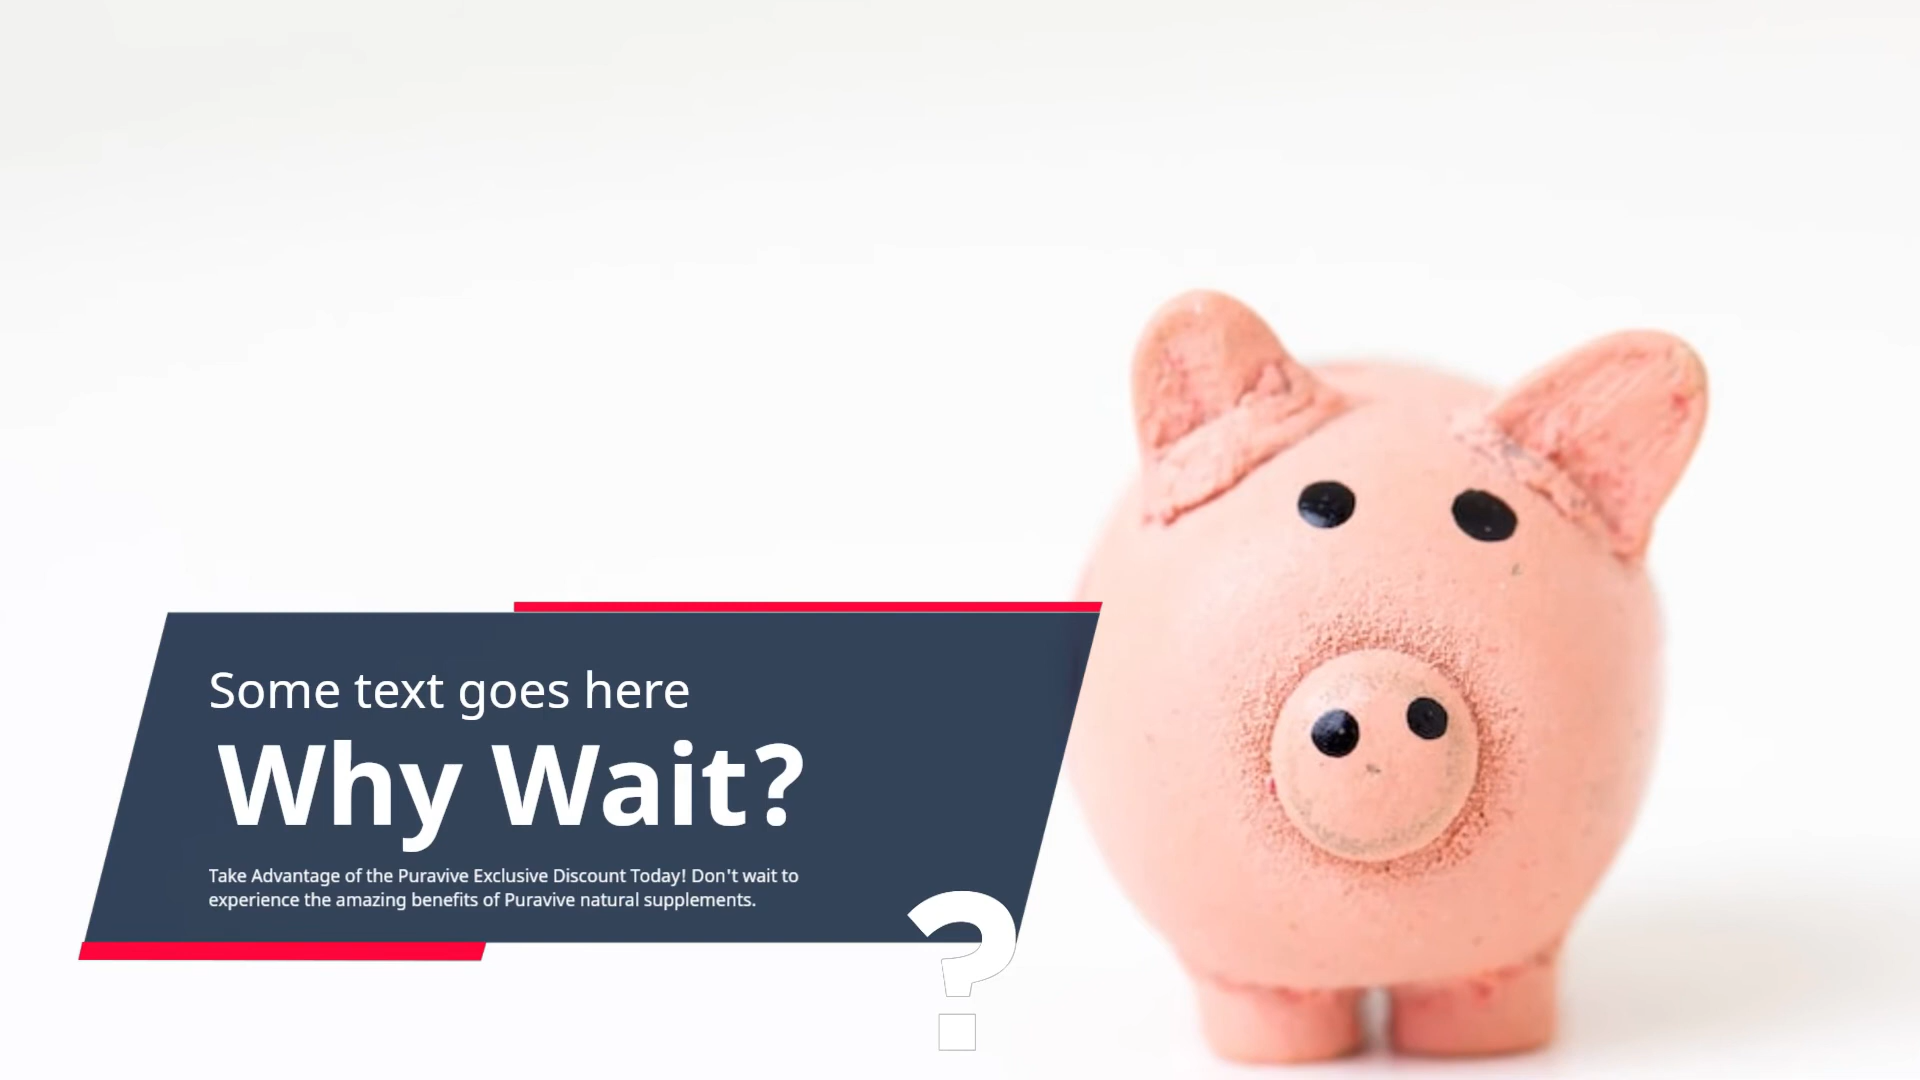 Some text goes here
Why Wait?
Take Advantage of the Puravive Exclusive Discount Today! Don't wait to
experience the amazing benefits of Puravive natural supplements.
?